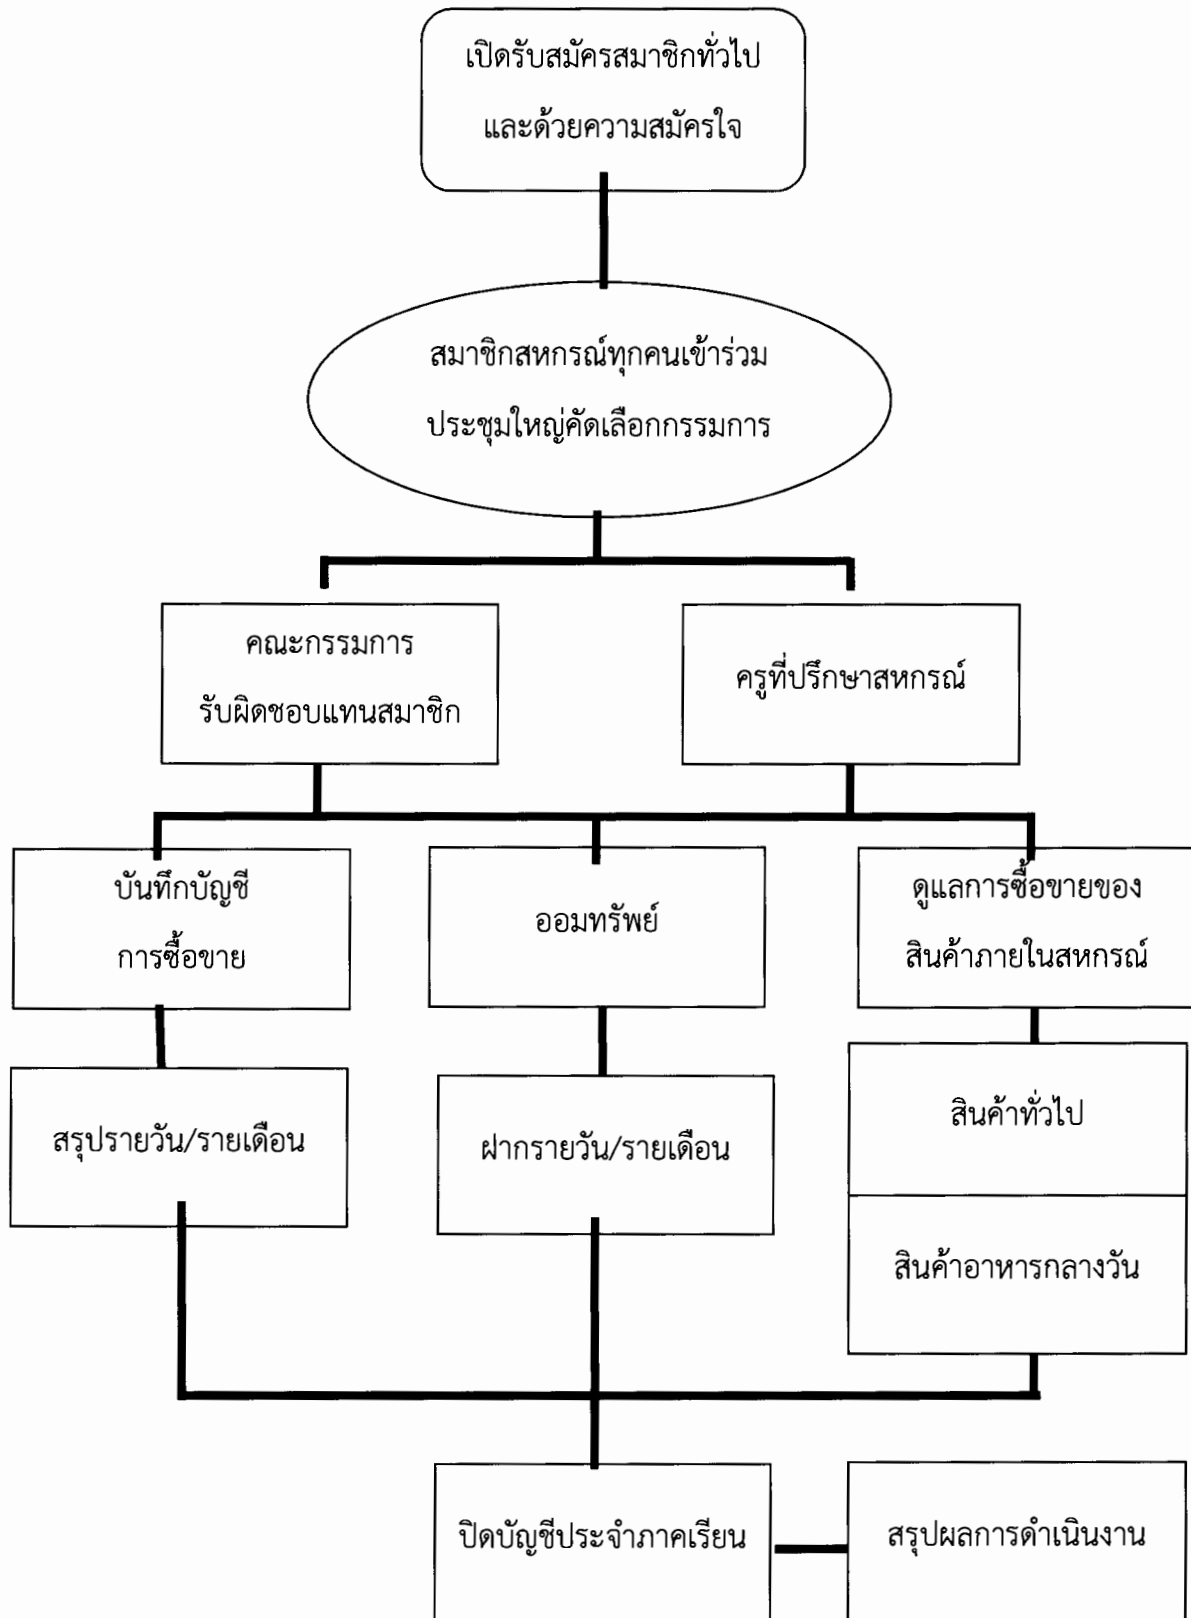 เปิดรับสมัครสมาชิกทั่วไป
และด้วยความสมัครใจ
สมาชิกสหกรณ์ทุกคนเข้าร่วม
ประชุมใหญ่คัดเลือกกรรมการ
คณะกรรมการ
รับผิดชอบแทนสมาชิก
ครูที่ปรึกษาสหกรณ์
บันทึกบัญชี
การซื้อขาย
ออมทรัพย์
ดูแลการซื้อขายของ
สินค้าภายในสหกรณ์
สรุปรายวัน/รายเดือน
ฝากรายวัน/รายเดือน
สินค้าทั่วไป
สินค้าอาหารกลางวัน
ปิดบัญชีประจำภาคเรียน
สรุปผลการดำเนินงาน